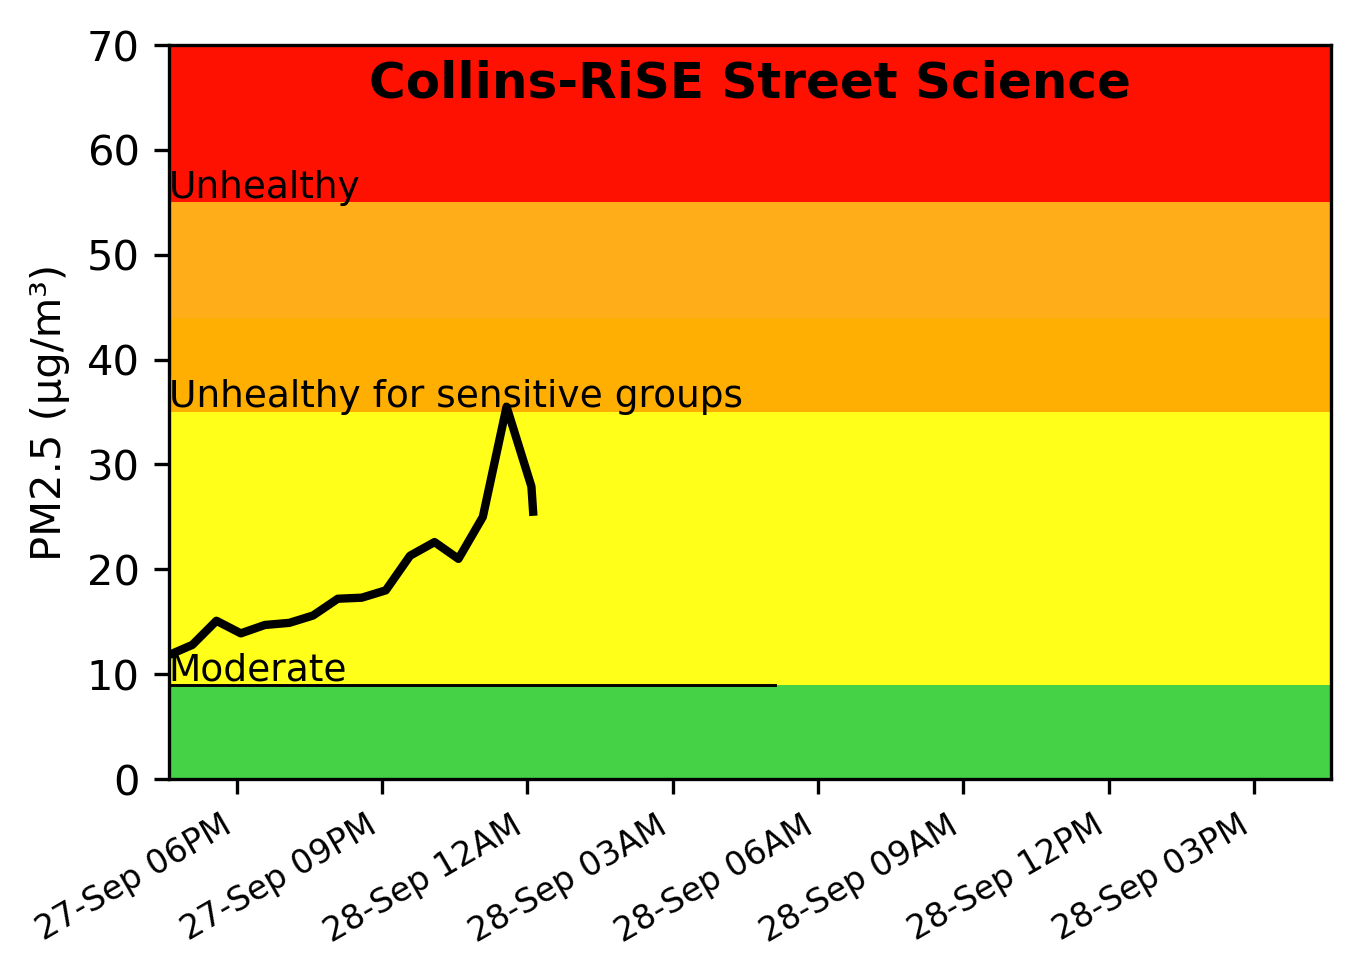 Collins-RiSE Street Science
PM2.5 (µg/m³)
70
60
50
40
30
20
10
0
Unhealthy
Unhealthy for sensitive groups
Moderate
27-Sep 06PM
27-Sep 09PM
28-Sep 12AM
28-Sep 03AM
28-Sep 06AM
28-Sep 09AM
28-Sep 12PM
28-Sep 03PM